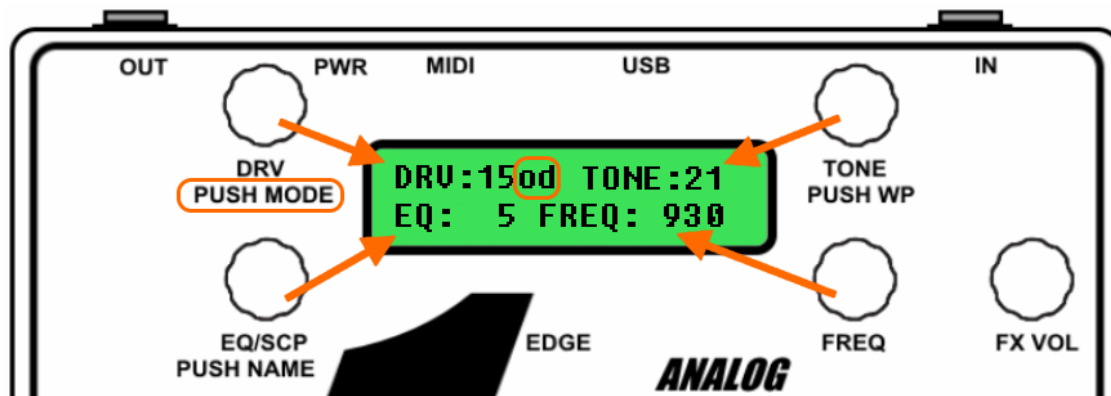 OUT PWR MIDI USB IN
DRV
PUSH MODE
DRV:15od TONE:21
EQ: 5 FREQ: 930
TONE
PUSH WP
EQ/SCP
PUSH NAME
EDGE
ANALOG
FREQ
FX VOL